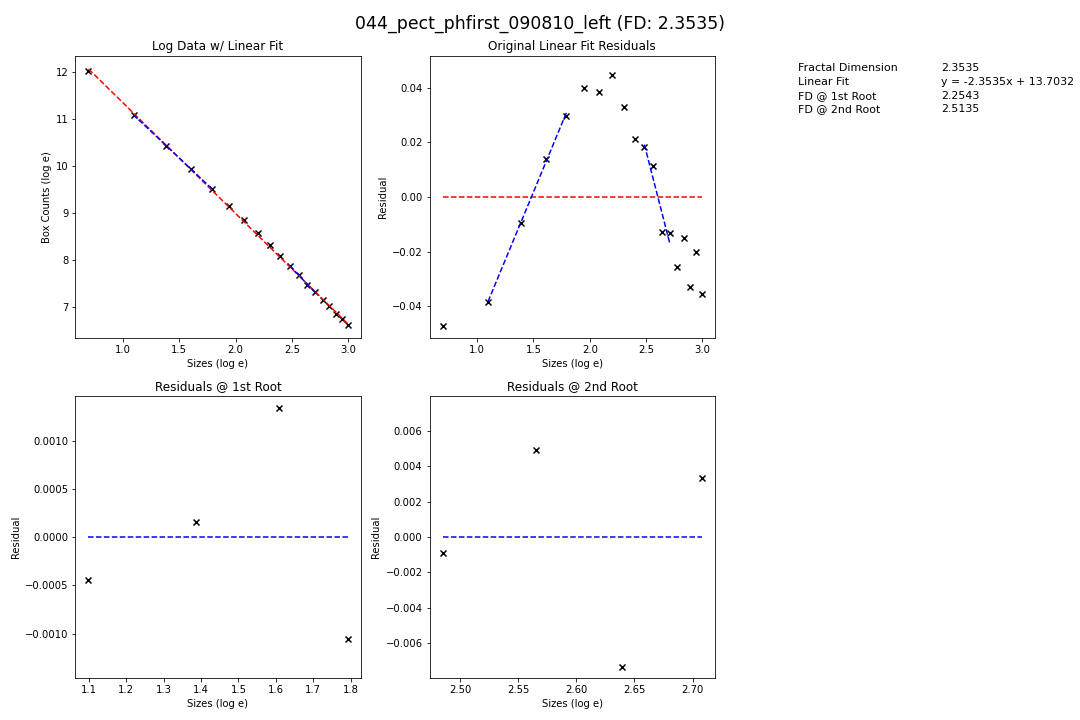 044_pect_phfirst_090810_left (FD: 2.3535)
Log Data w/ Linear Fit
12
11
10
9
8
7
Box Counts (log e)
1.0 1.5 2.0 2.5 3.0
Sizes (log e)
Original Linear Fit Residuals
0.04
0.02
0.00
−0.02
−0.04
Residual
1.0 1.5 2.0 2.5 3.0
Sizes (log e)
Fractal Dimension 2.3535
Linear Fit y = -2.3535x + 13.7032
FD @ 1st Root 2.2543
FD @ 2nd Root 2.5135
Residuals @ 1st Root
0.0010
0.0005
0.0000
−0.0005
−0.0010
Residual
1.1 1.2 1.3 1.4 1.5 1.6 1.7 1.8
Sizes (log e)
Residuals @ 2nd Root
0.006
0.004
0.002
0.000
−0.002
−0.004
−0.006
Residual
2.50 2.55 2.60 2.65 2.70
Sizes (log e)